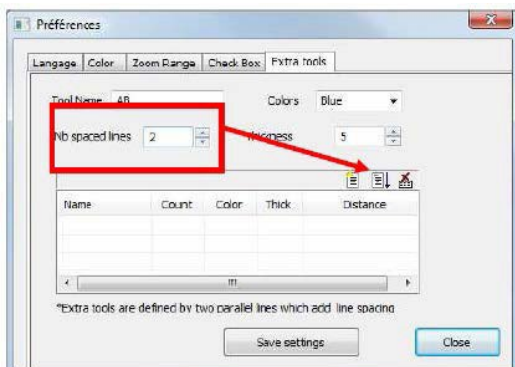 Préférences
Langage Color Zoom Range Check Box Extra tools
Tool Name AB Colors Blue
Nb spaced lines 2 Thickness 5
Name Count Color Thick Distance
*Extra tools are defined by two parallel lines which add line spacing
Save settings Close